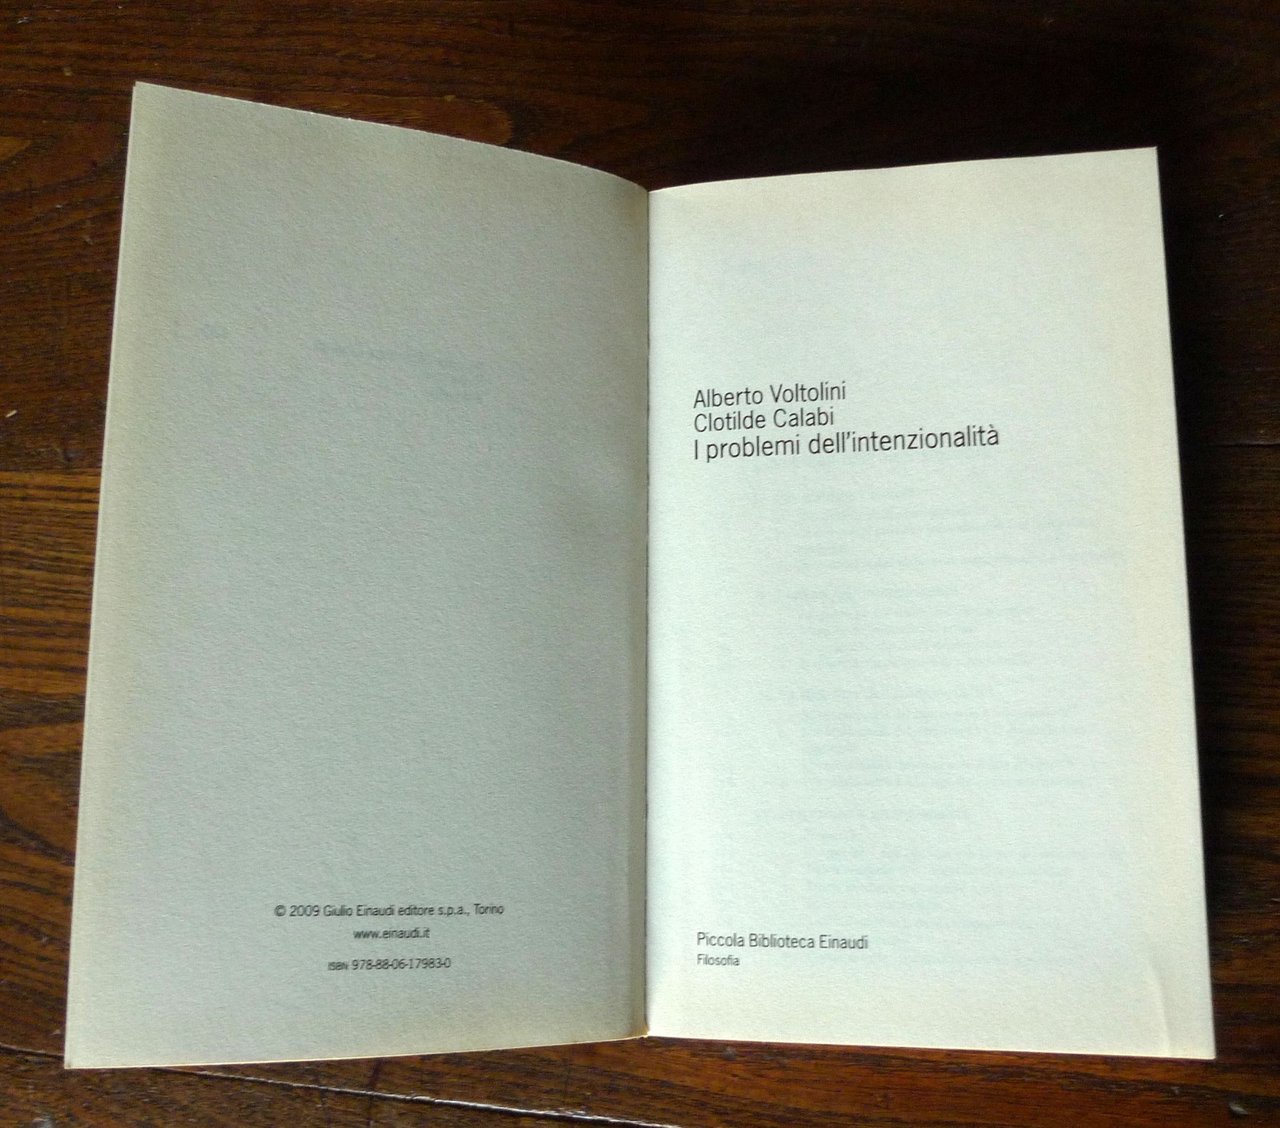 © 2009 Giulio Einaudi editore s.p.a., Torino
www.einaudi.it
ISBN 978-88-06-17983-0
Alberto Voltolini
Clotilde Calabi
I problemi dell'intenzionalità
Piccola Biblioteca Einaudi
Filosofia